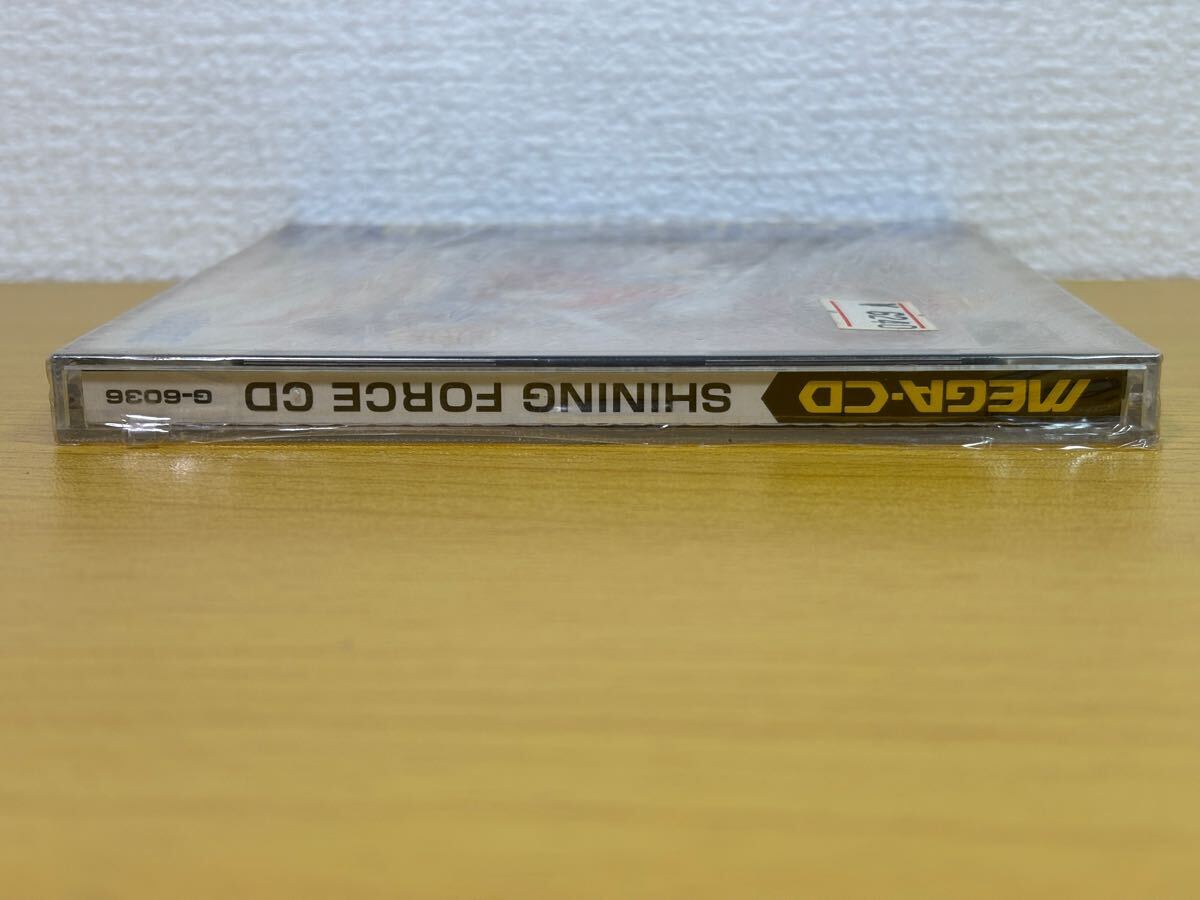 MEGA-CD SHINING FORCE CD G-6036